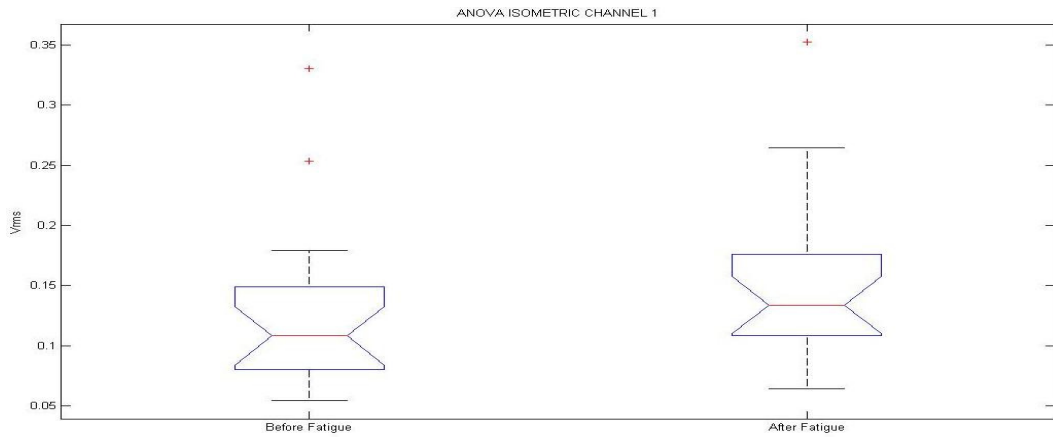 ANOVA ISOMETRIC CHANNEL 1
0.35
0.3
0.25
0.2
0.15
0.1
0.05
Vrms
Before Fatigue
After Fatigue